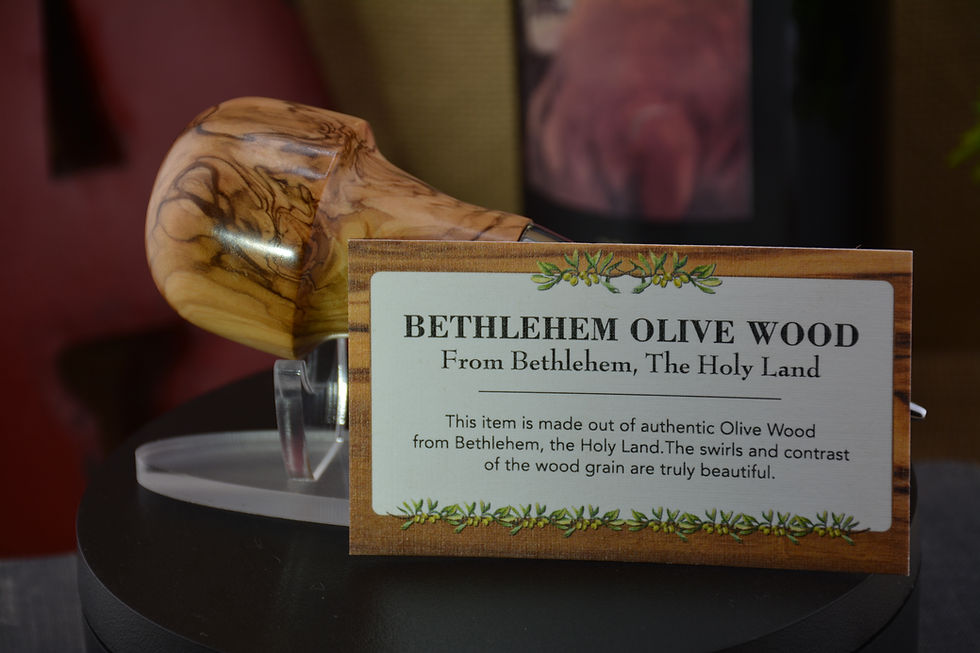 BETHLEHEM OLIVE WOOD
From Bethlehem, The Holy Land
This item is made out of authentic Olive Wood
from Bethlehem, the Holy Land.The swirls and contrast
of the wood grain are truly beautiful.